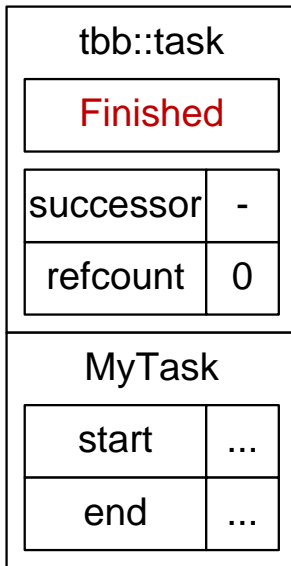 tbb::task
Finished
successor -
refcount 0
MyTask
start ...
end ...